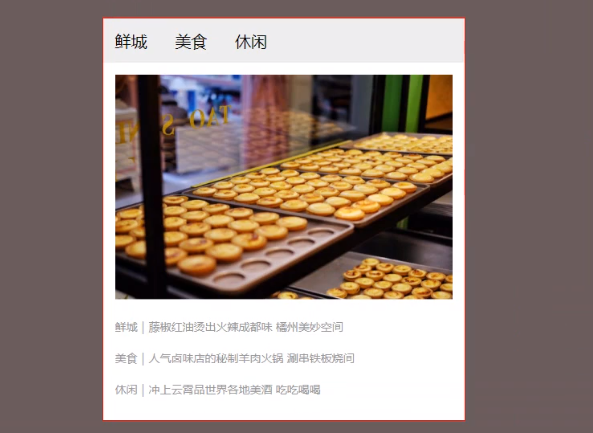 鲜城 美食 休闲
鲜城 | 藤椒红油烫出火辣成都味 橘州美妙空间
美食 | 人气卤味店的秘制羊肉火锅 涮串铁板烧间
休闲 | 冲上云霄品世界各地美酒 吃吃喝喝